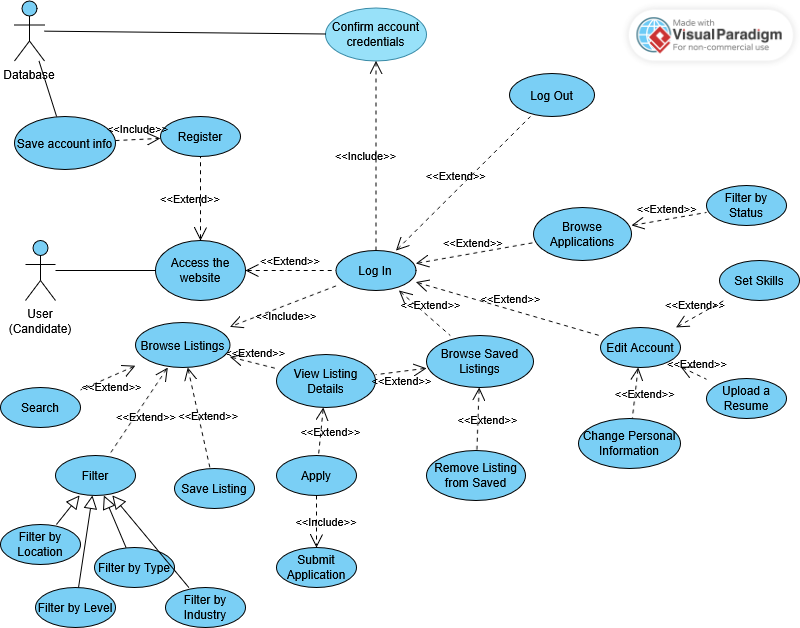 Confirm account
credentials
Made with
VisualParadigm
For non-commercial use
Database
Log Out
Save account info
<<Include>>
Register
<<Include>>
<<Extend>>
<<Extend>>
Filter by
Status
<<Extend>>
Browse
Applications
<<Extend>>
Access the
website
<<Extend>>
Log In
<<Extend>>
Set Skills
User
(Candidate)
<<Include>>
<<Extend>>
<<Extend>>
<<Extend>>
Browse Listings
<<Extend>>
Browse Saved
Listings
Edit Account
View Listing
Details
<<Extend>>
<<Extend>>
Upload a
Resume
Search
<<Extend>>
<<Extend>>
<<Extend>>
<<Extend>>
<<Extend>>
<<Extend>>
Change Personal
Information
Filter
Save Listing
Apply
Remove Listing
from Saved
<<Include>>
Filter by
Location
Filter by Type
Submit
Application
Filter by Level
Filter by
Industry